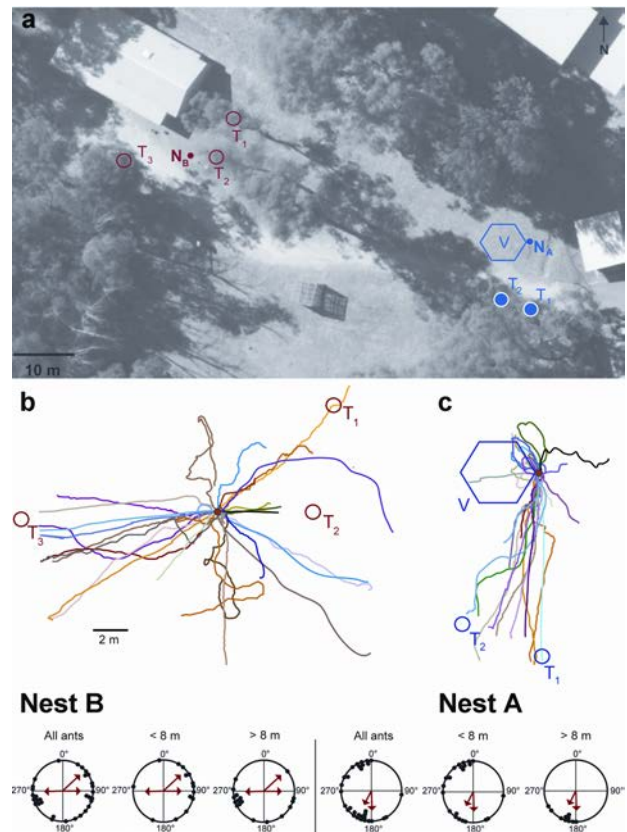 a
N
T1
T3
NB
T2
V
NA
T2
T1
10 m
b
c
T1
V
T3
T2
2 m
T2
T1
Nest B
Nest A
All ants
< 8 m
> 8 m
All ants
< 8 m
> 8 m
0°
0°
0°
0°
0°
0°
270°
90°
270°
90°
270°
90°
270°
90°
270°
90°
270°
90°
180°
180°
180°
180°
180°
180°